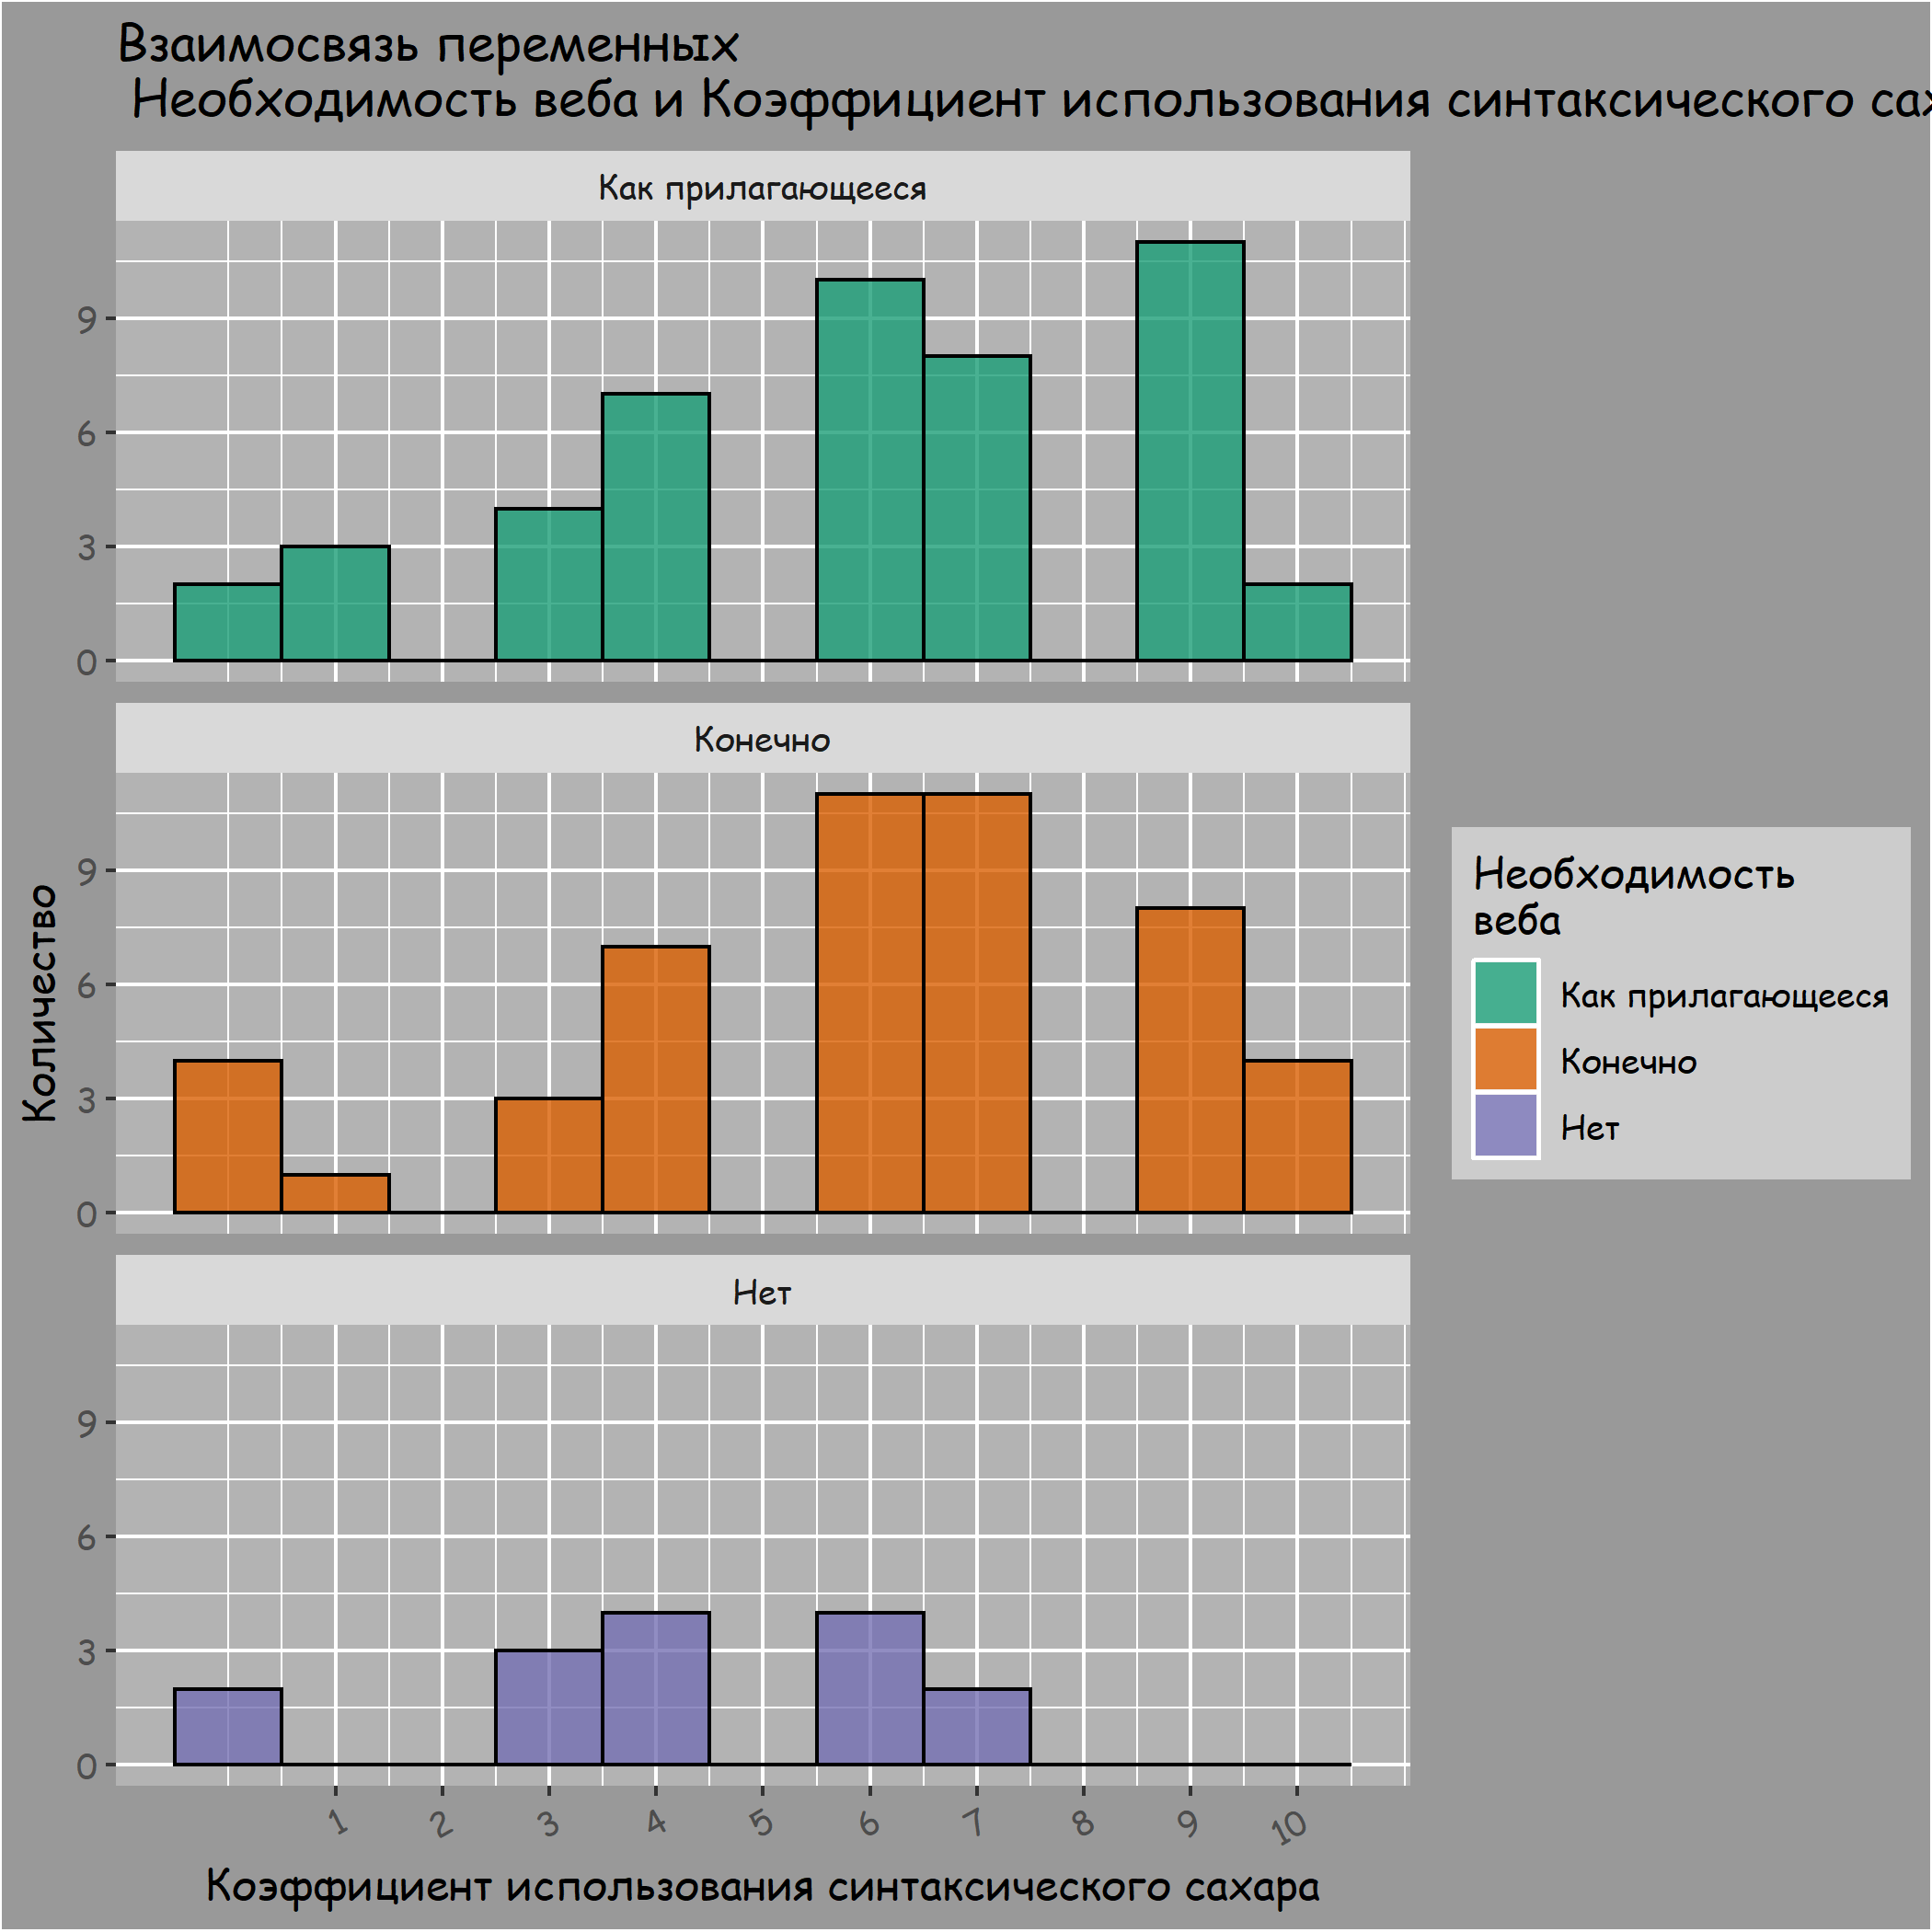 Взаимосвязь переменных
Необходимость веба и Коэффициент использования синтаксического сах
Как прилагающееся
9
6
3
0
Конечно
9
6
3
0
Нет
9
6
3
0
1 2 3 4 5 6 7 8 9 10
Коэффициент использования синтаксического сахара
Количество
Необходимость
веба
Как прилагающееся
Конечно
Нет